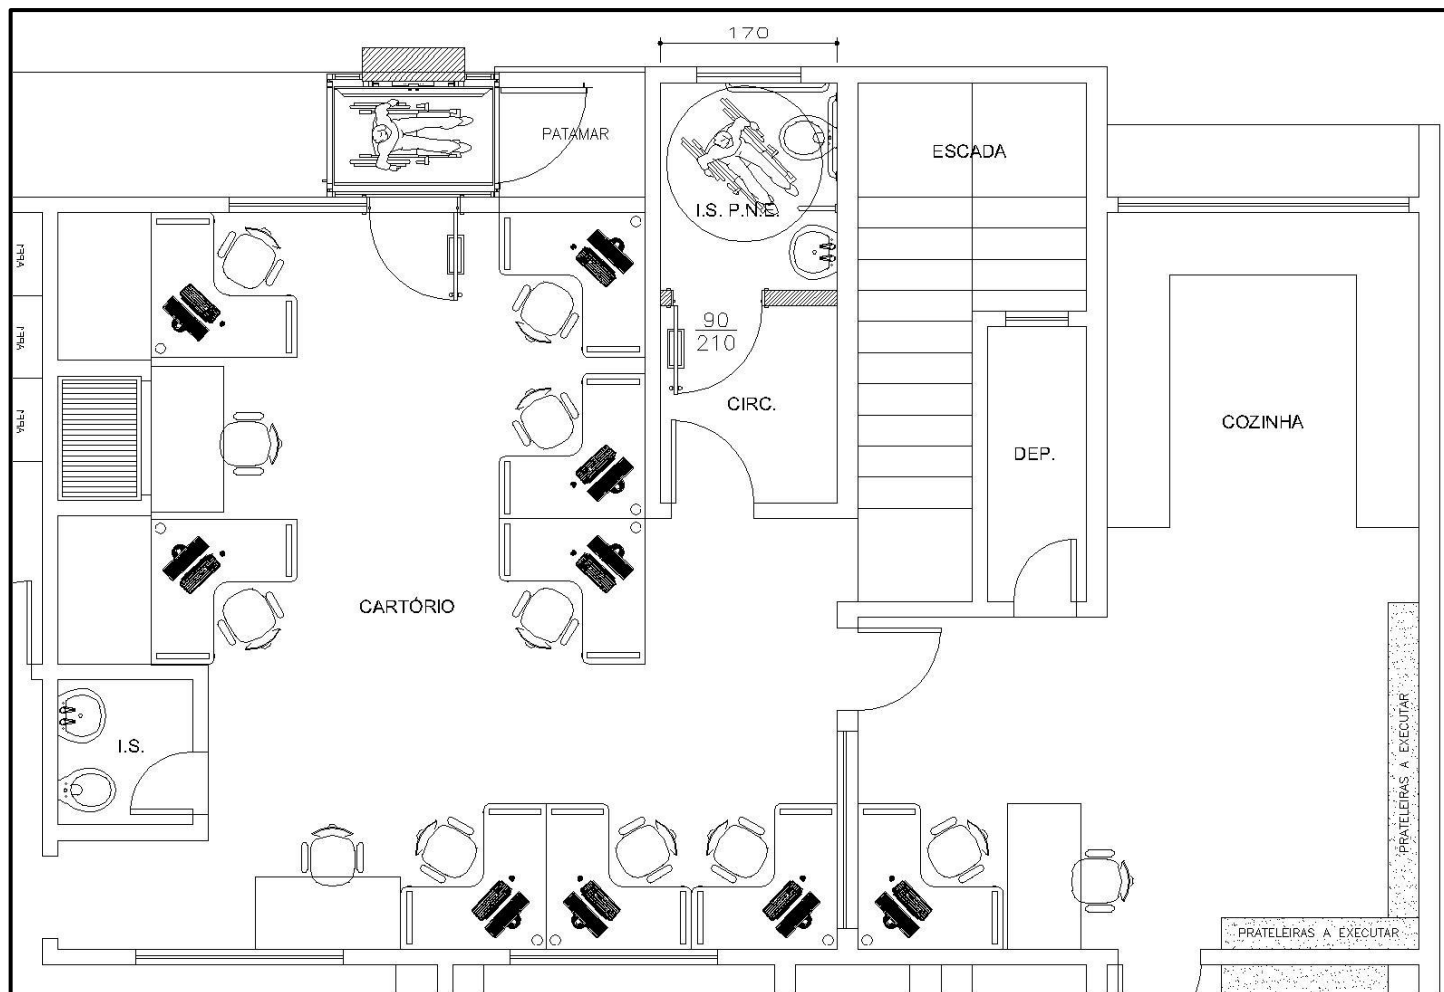 170
PATAMAR
ESCADA
I.S. P.N.E.
90
210
CIRC.
COZINHA
DEP.
CARTÓRIO
I.S.
PRATELEIRAS A EXECUTAR
PRATELEIRAS A EXECUTAR